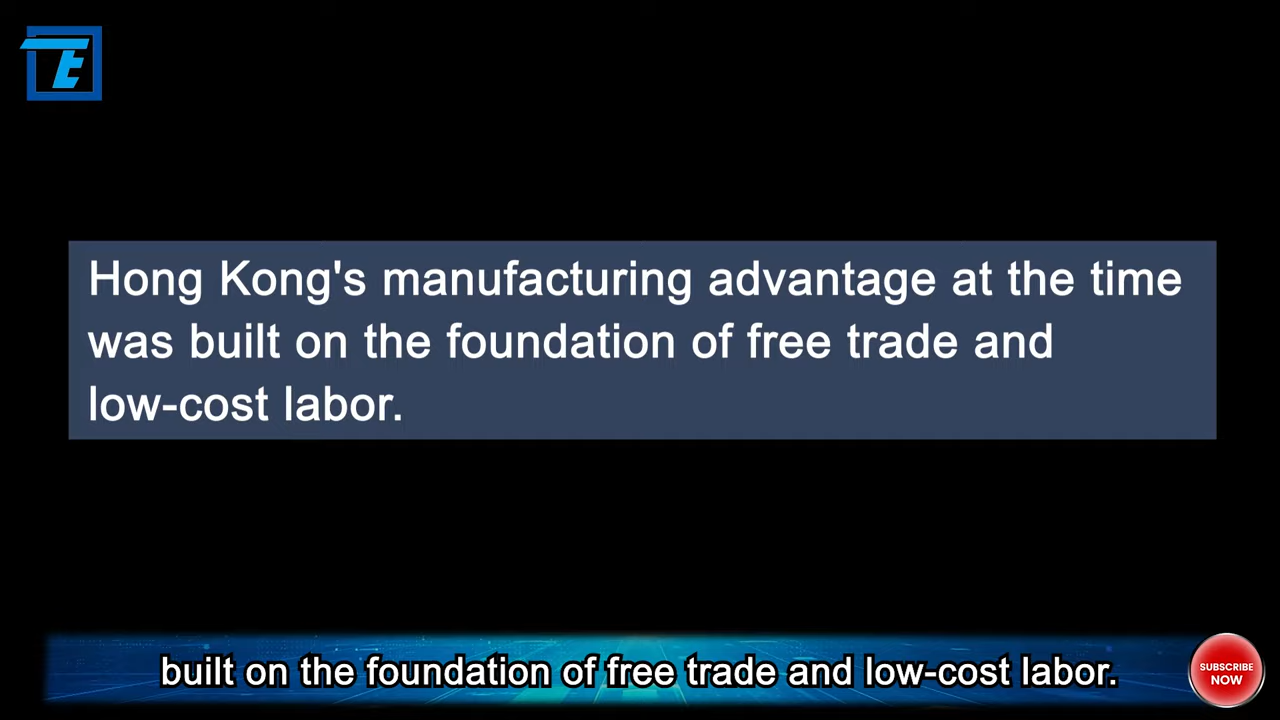 TE
Hong Kong's manufacturing advantage at the time
was built on the foundation of free trade and
low-cost labor.
built on the foundation of free trade and low-cost labor.
SUBSCRIBE
NOW